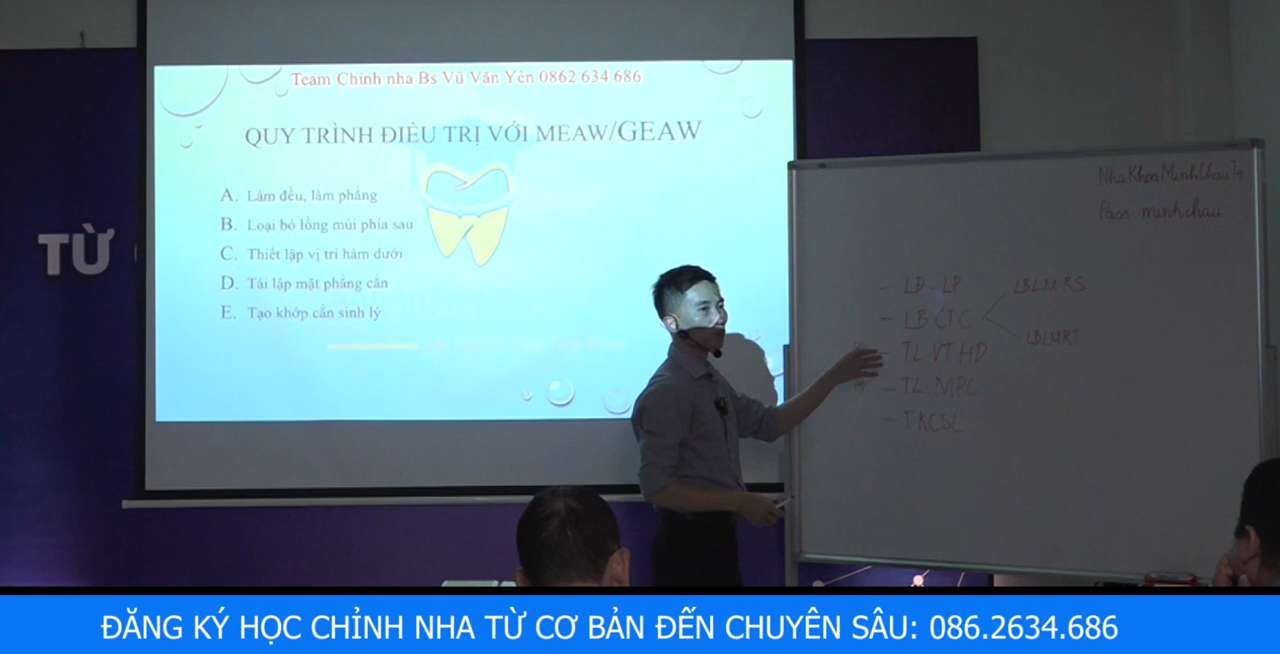 Team Chỉnh nha Bs Vũ Văn Yên 0862 634 686
QUY TRÌNH ĐIỀU TRỊ VỚI MEAW/GEAW
A. Làm đều, làm phẳng
B. Loại bỏ lồng múi phía sau
C. Thiết lập vị trí hàm dưới
D. Tái lập mặt phẳng cắn
E. Tạo khớp cắn sinh lý
TỪ
Nha Khoa Minh Chau
Pass: minhchau
- LĐ - LP
- LB CTC
LBLM RS
- TL VT HD
- TL MPC
- TKCSL
ĐĂNG KÝ HỌC CHỈNH NHA TỪ CƠ BẢN ĐẾN CHUYÊN SÂU: 086.2634.686